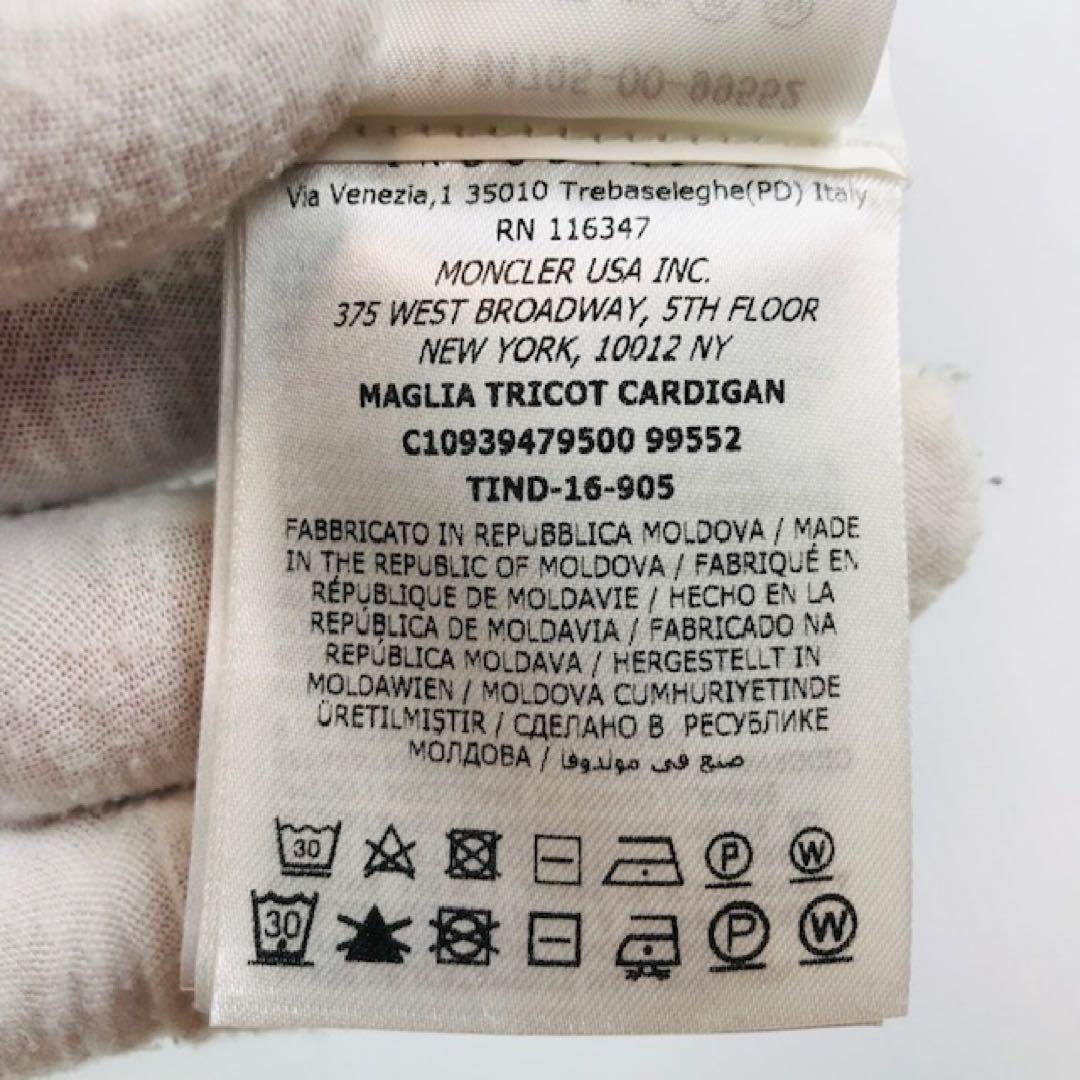 Via Venezia,1 35010 Trebaseleghe(PD) Italy
RN 116347
MONCLER USA INC.
375 WEST BROADWAY, 5TH FLOOR
NEW YORK, 10012 NY
MAGLIA TRICOT CARDIGAN
C10939479500 99552
TIND-16-905
FABBRICATO IN REPUBBLICA MOLDOVA / MADE
IN THE REPUBLIC OF MOLDOVA / FABRIQUÉ EN
RÉPUBLIQUE DE MOLDAVIE / HECHO EN LA
REPÚBLICA DE MOLDAVIA / FABRICADO NA
REPÚBLICA MOLDAVA / HERGESTELLT IN
MOLDAWIEN / MOLDOVA CUMHURIYETINDE
ÜRETILMIŞTIR / СДЕЛАНО В РЕСУБЛИКЕ
МОЛДОВА / صنع في مولدوفا
30 P W
30 P W